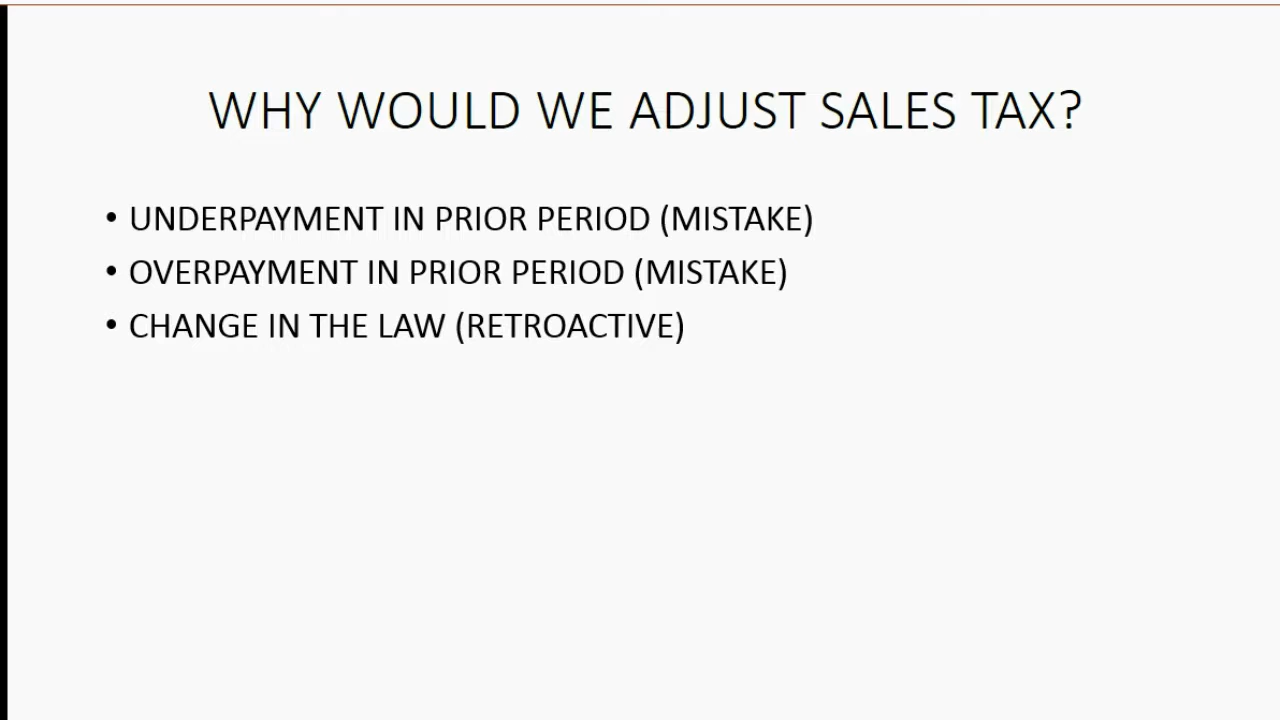 WHY WOULD WE ADJUST SALES TAX?
• UNDERPAYMENT IN PRIOR PERIOD (MISTAKE)
• OVERPAYMENT IN PRIOR PERIOD (MISTAKE)
• CHANGE IN THE LAW (RETROACTIVE)